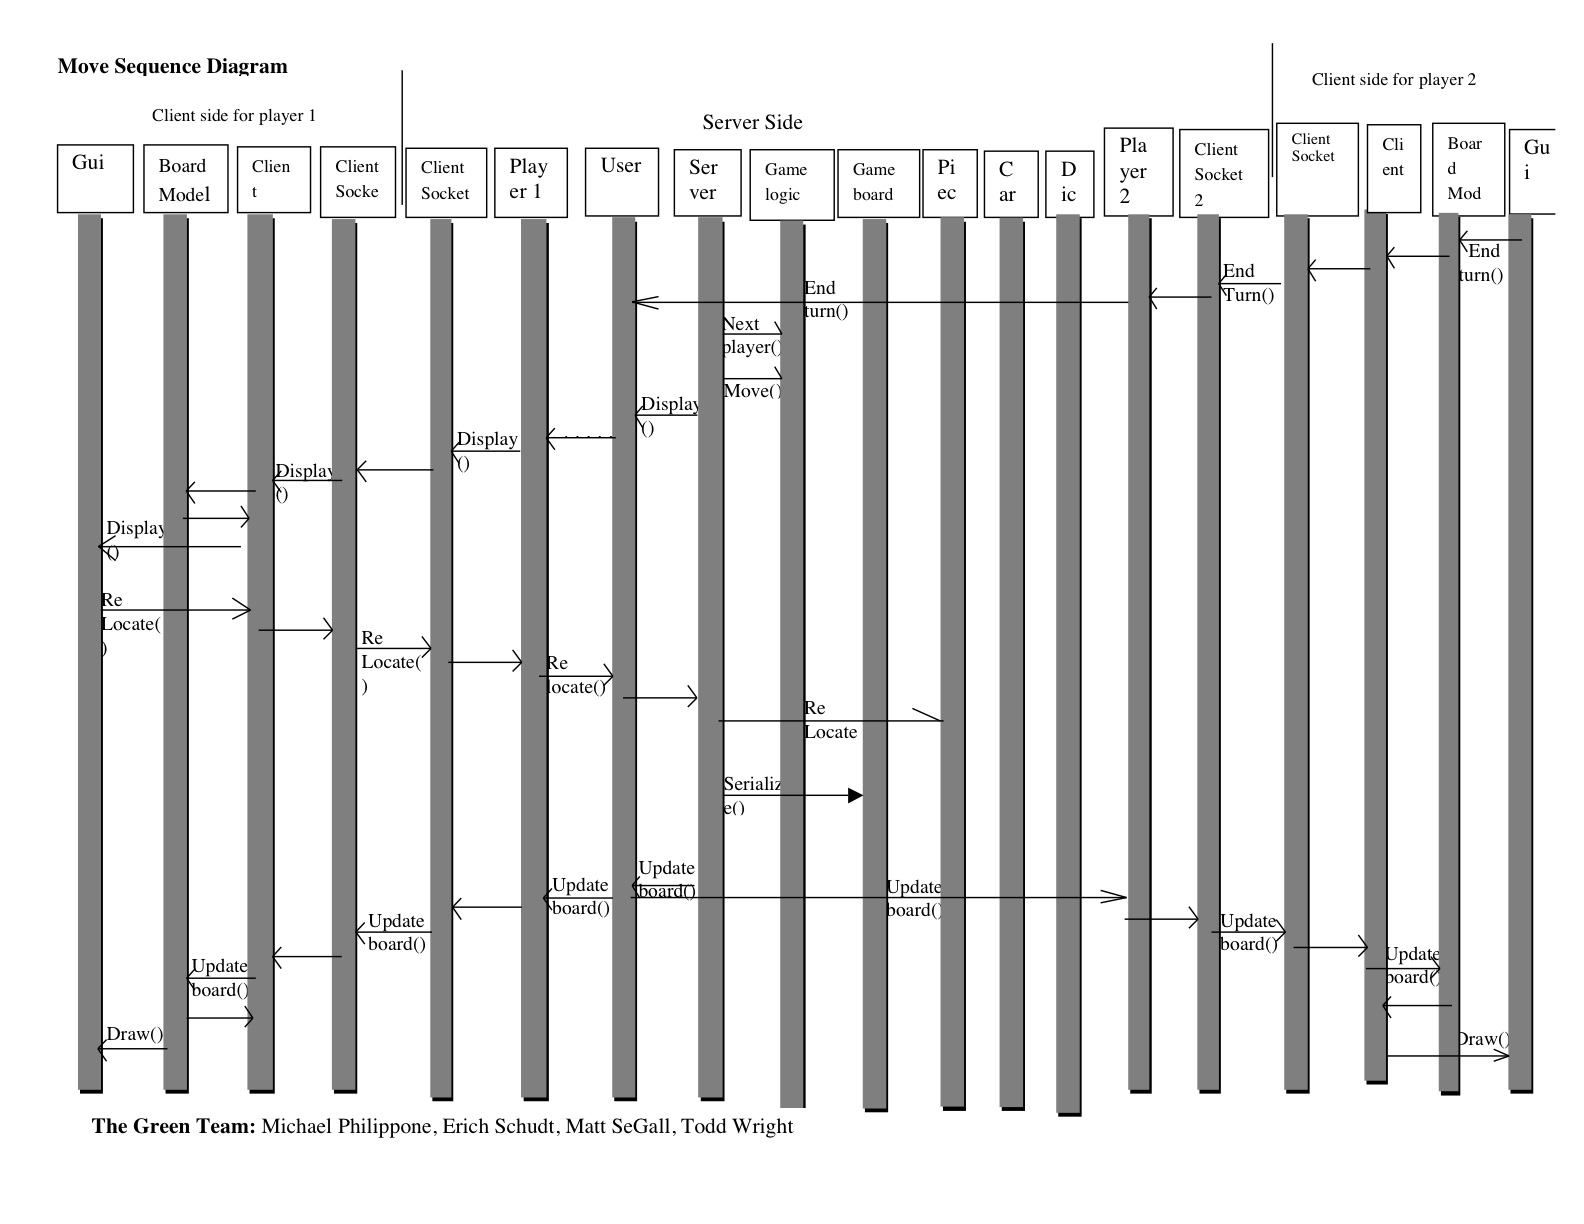 Move Sequence Diagram
Client side for player 1
Server Side
Client side for player 2
Gui
Board
Model
Clien
t
Client
Socke
Client
Socket
Play
er 1
User
Ser
ver
Game
logic
Game
board
Pi
ec
C
ar
D
ic
Pla
yer
2
Client
Socket
2
Client
Socket
Cli
ent
Boar
d
Mod
Gu
i
End
turn()
End
Turn()
End
turn()
Next
player()
Move()
Display
()
Display
()
Display
()
Display
()
Re
Locate(
)
Re
Locate(
)
Re
locate()
Re
Locate
Serializ
e()
Update
board()
Update
board()
Update
board()
Update
board()
Update
board()
Update
board()
Update
board()
Draw()
Draw()
The Green Team: Michael Philippone, Erich Schudt, Matt SeGall, Todd Wright